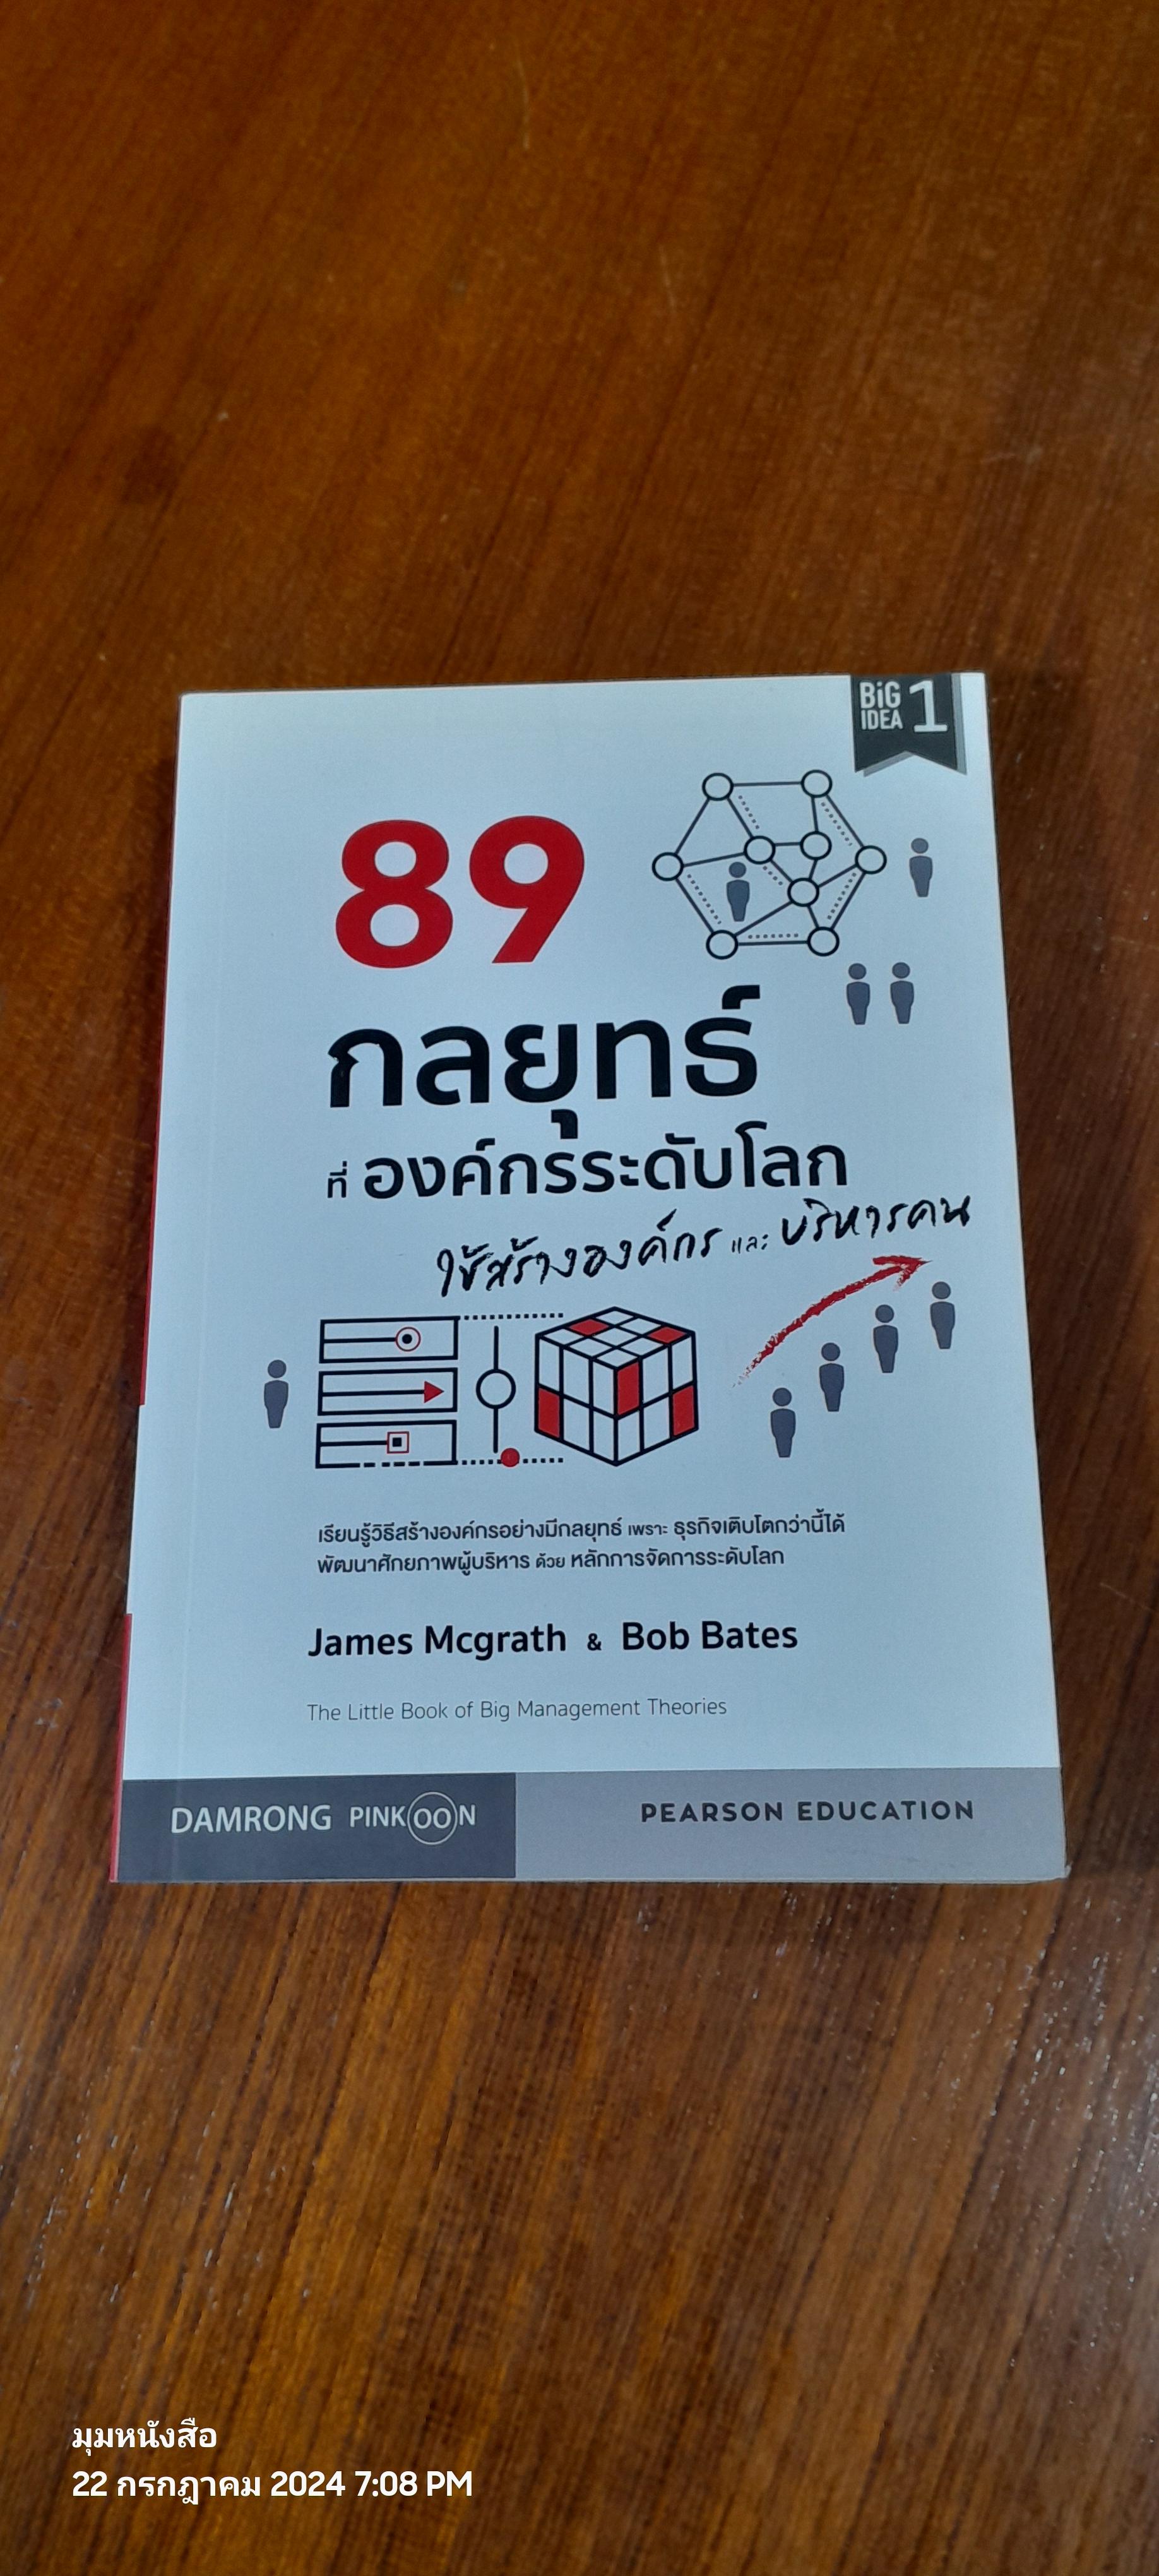 BiG IDEA 1
89
กลยุทธ์
ที่ องค์กรระดับโลก
ใช้สร้างองค์กร และ บริหารคน
เรียนรู้วิธีสร้างองค์กรอย่างมีกลยุทธ์ เพราะ ธุรกิจเติบโตกว่านี้ได้
พัฒนาศักยภาพผู้บริหาร ด้วย หลักการจัดการระดับโลก
James Mcgrath & Bob Bates
The Little Book of Big Management Theories
DAMRONG PINKOON PEARSON EDUCATION
มุมหนังสือ
22 กรกฎาคม 2024 7:08 PM